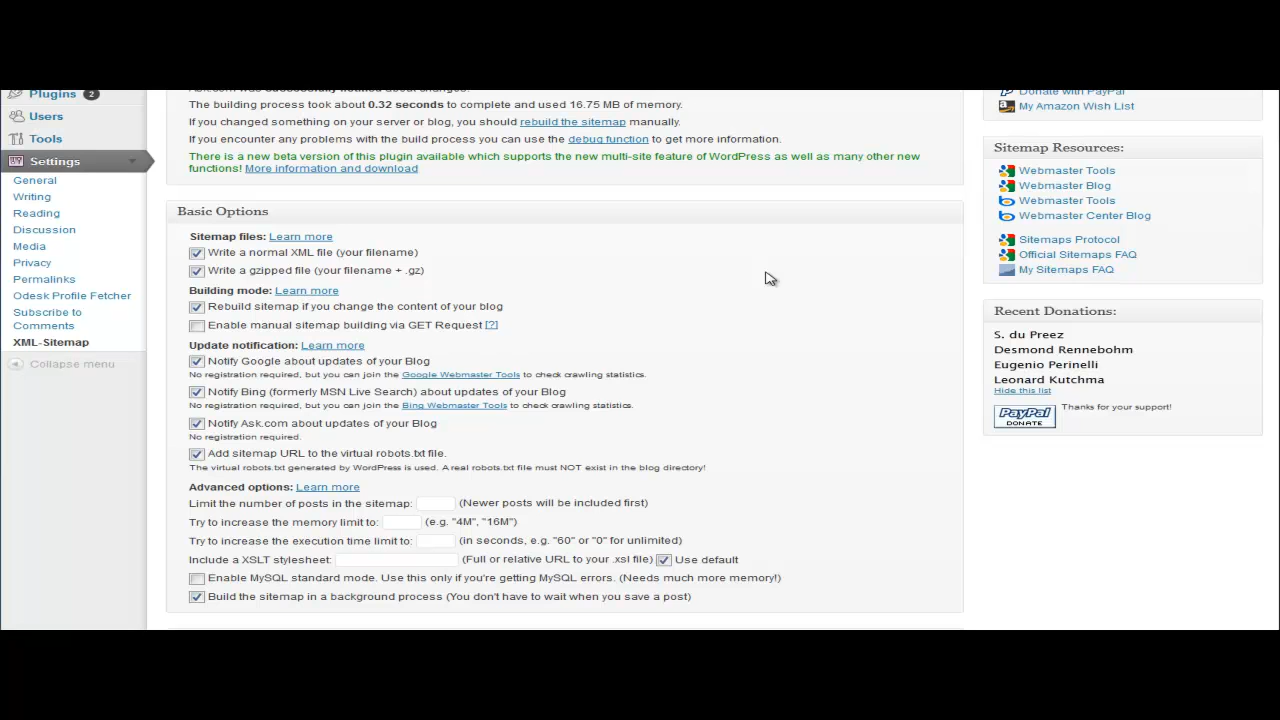 Plugins 2
Users
Tools
Settings
General
Writing
Reading
Discussion
Media
Privacy
Permalinks
Odesk Profile Fetcher
Subscribe to
Comments
XML-Sitemap
Collapse menu
The building process took about 0.32 seconds to complete and used 16.75 MB of memory.
If you changed something on your server or blog, you should rebuild the sitemap manually.
If you encounter any problems with the build process you can use the debug function to get more information.
There is a new beta version of this plugin available which supports the new multi-site feature of WordPress as well as many other new
functions! More information and download
Basic Options
Sitemap files: Learn more
Write a normal XML file (your filename)
Write a gzipped file (your filename + .gz)
Building mode: Learn more
Rebuild sitemap if you change the content of your blog
Enable manual sitemap building via GET Request [?]
Update notification: Learn more
Notify Google about updates of your Blog
No registration required, but you can join the Google Webmaster Tools to check crawling statistics.
Notify Bing (formerly MSN Live Search) about updates of your Blog
No registration required, but you can join the Bing Webmaster Tools to check crawling statistics.
Notify Ask.com about updates of your Blog
No registration required.
Add sitemap URL to the virtual robots.txt file.
The virtual robots.txt generated by WordPress is used. A real robots.txt file must NOT exist in the blog directory!
Advanced options: Learn more
Limit the number of posts in the sitemap: (Newer posts will be included first)
Try to increase the memory limit to: (e.g. "4M", "16M")
Try to increase the execution time limit to: (in seconds, e.g. "60" or "0" for unlimited)
Include a XSLT stylesheet: (Full or relative URL to your .xsl file) Use default
Enable MySQL standard mode. Use this only if you're getting MySQL errors. (Needs much more memory!)
Build the sitemap in a background process (You don't have to wait when you save a post)
Donate with PayPal
My Amazon Wish List
Sitemap Resources:
Webmaster Tools
Webmaster Blog
Webmaster Tools
Webmaster Center Blog
Sitemaps Protocol
Official Sitemaps FAQ
My Sitemaps FAQ
Recent Donations:
S. du Preez
Desmond Rennebohm
Eugenio Perinelli
Leonard Kutchma
Hide this list
PayPal
DONATE
Thanks for your support!